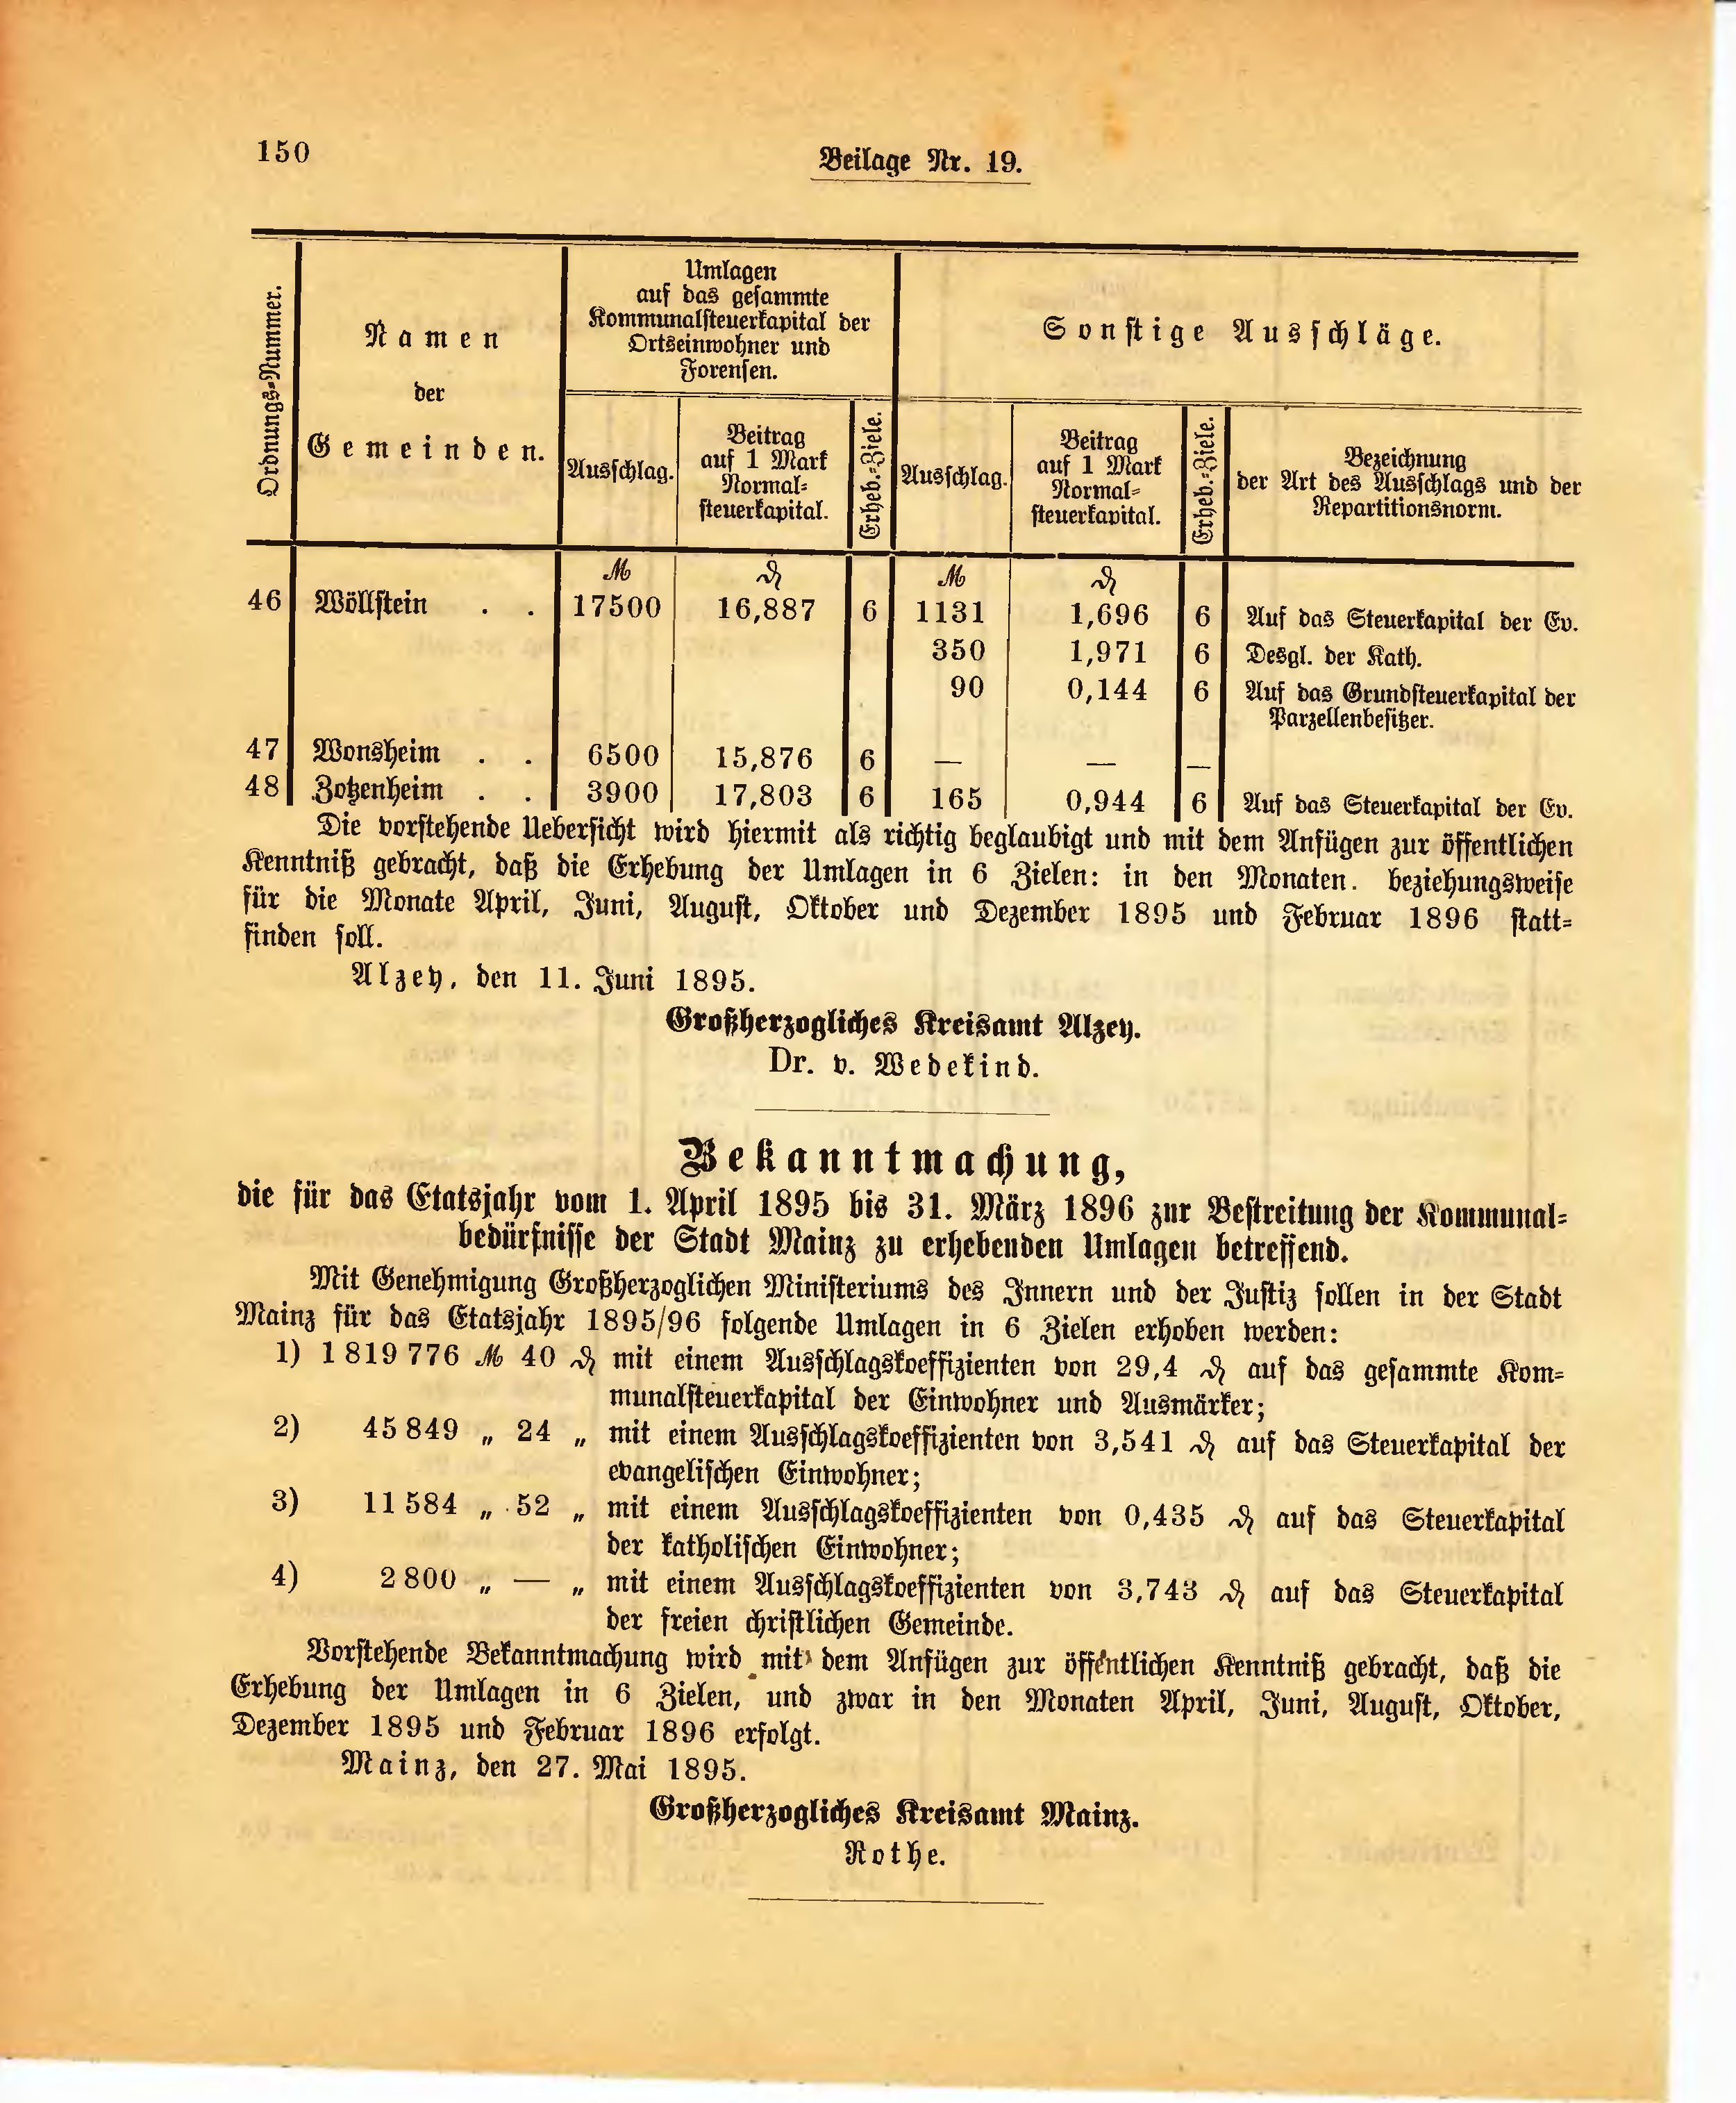 150
Beilage Nr. 19.
Ordnungs-Nummer.
Namen
der
Gemeinden.
Umlagen
auf das gesammte
Kommunalsteuerkapital der
Ortseinwohner und
Forensen.
Sonstige Ausschläge.
Ausschlag.
Beitrag
auf 1 Mark
Normal-
steuerkapital.
Erheb.-Ziele.
Ausschlag.
Beitrag
auf 1 Mark
Normal-
steuerkapital.
Erheb.-Ziele.
Bezeichnung
der Art des Ausschlags und der
Repartitionsnorm.
ℳ ₰ ℳ ₰
46 Wöllstein . . 17500 16,887 6 1131 1,696 6 Auf das Steuerkapital der Ev.
350 1,971 6 Desgl. der Kath.
90 0,144 6 Auf das Grundsteuerkapital der
Parzellenbesitzer.
47 Wonsheim . . 6500 15,876 6 — — —
48 Zotzenheim . . 3900 17,803 6 165 0,944 6 Auf das Steuerkapital der Ev.
Die vorstehende Uebersicht wird hiermit als richtig beglaubigt und mit dem Anfügen zur öffentlichen
Kenntniß gebracht, daß die Erhebung der Umlagen in 6 Zielen: in den Monaten. beziehungsweise
für die Monate April, Juni, August, Oktober und Dezember 1895 und Februar 1896 statt-
finden soll.
Alzey, den 11. Juni 1895.
Großherzogliches Kreisamt Alzey.
Dr. v. Wedekind.
Bekanntmachung,
die für das Etatsjahr vom 1. April 1895 bis 31. März 1896 zur Bestreitung der Kommunal-
bedürfnisse der Stadt Mainz zu erhebenden Umlagen betreffend.
Mit Genehmigung Großherzoglichen Ministeriums des Innern und der Justiz sollen in der Stadt
Mainz für das Etatsjahr 1895/96 folgende Umlagen in 6 Zielen erhoben werden:
1) 1 819 776 ℳ 40 ₰ mit einem Ausschlagskoeffizienten von 29,4 ₰ auf das gesammte Kom-
munalsteuerkapital der Einwohner und Ausmärker;
2) 45 849 „ 24 „ mit einem Ausschlagskoeffizienten von 3,541 ₰ auf das Steuerkapital der
evangelischen Einwohner;
3) 11 584 „ 52 „ mit einem Ausschlagskoeffizienten von 0,435 ₰ auf das Steuerkapital
der katholischen Einwohner;
4) 2 800 „ — „ mit einem Ausschlagskoeffizienten von 3,743 ₰ auf das Steuerkapital
der freien christlichen Gemeinde.
Vorstehende Bekanntmachung wird mit dem Anfügen zur öffentlichen Kenntniß gebracht, daß die
Erhebung der Umlagen in 6 Zielen, und zwar in den Monaten April, Juni, August, Oktober,
Dezember 1895 und Februar 1896 erfolgt.
Mainz, den 27. Mai 1895.
Großherzogliches Kreisamt Mainz.
Rothe.